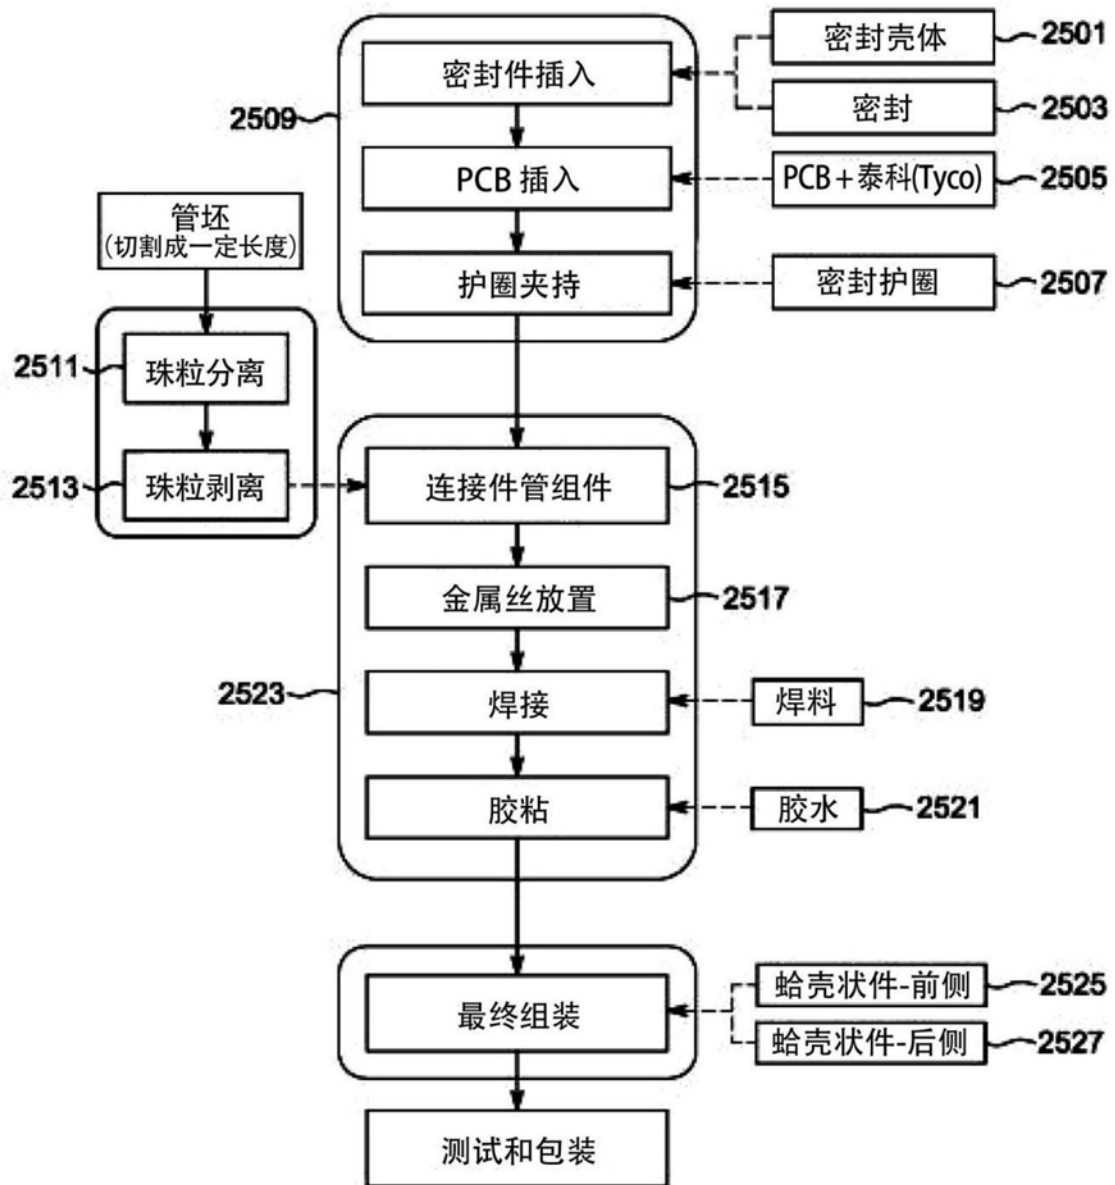 密封件插入
密封壳体
2501
密封
2503
2509
PCB 插入
PCB+泰科(Tyco)
2505
管坯
(切割成一定长度)
护圈夹持
密封护圈
2507
2511
珠粒分离
2513
珠粒剥离
连接件管组件
2515
金属丝放置
2517
2523
焊接
焊料
2519
胶粘
胶水
2521
最终组装
蛤壳状件-前侧
2525
蛤壳状件-后侧
2527
测试和包装